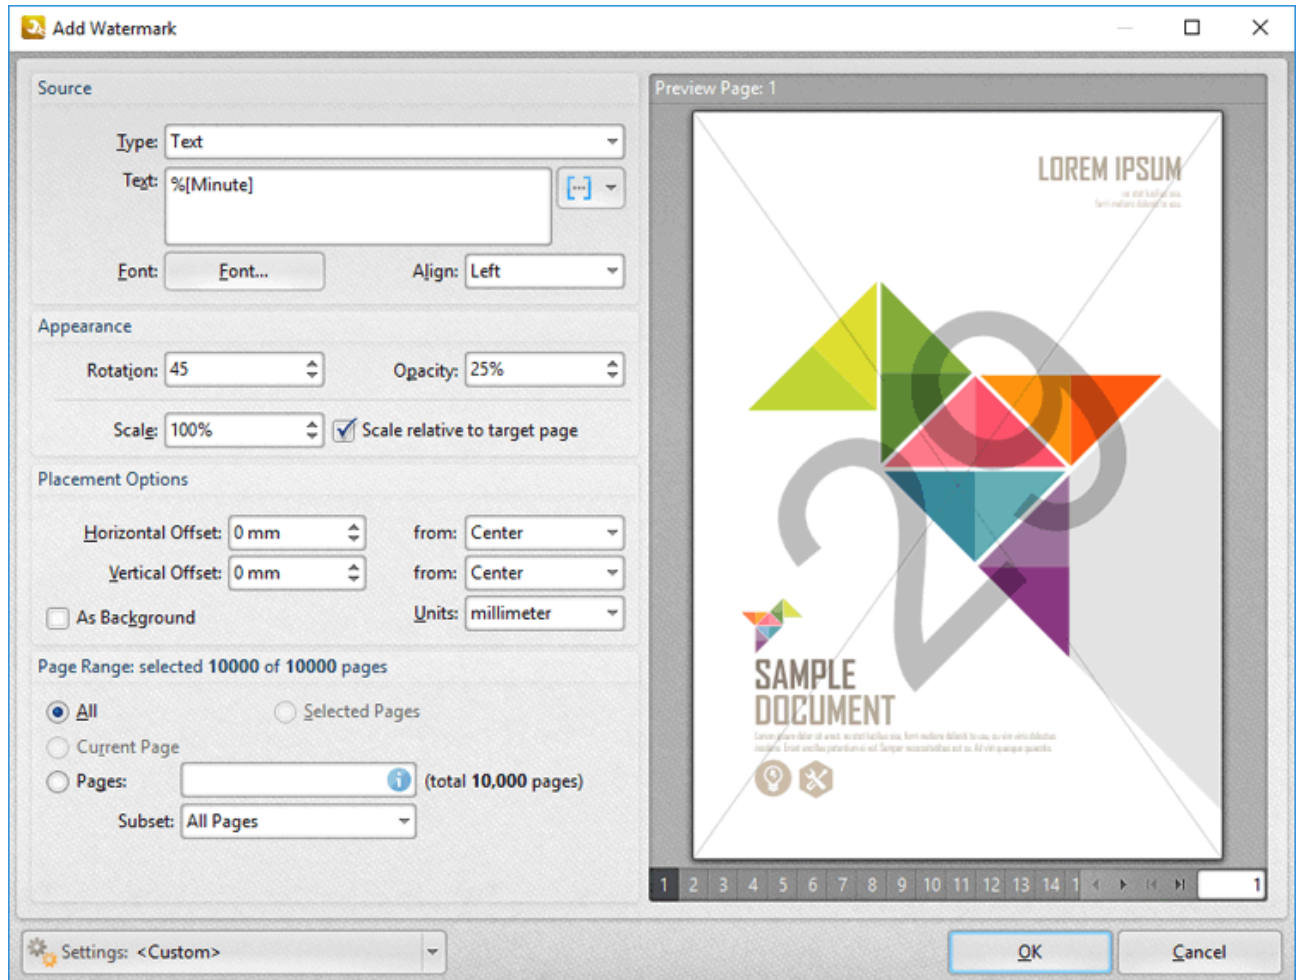 Add Watermark
Source
Type: Text
Text: %[Minute]
Font: Font... Align: Left
Appearance
Rotation: 45 Opacity: 25%
Scale: 100% Scale relative to target page
Placement Options
Horizontal Offset: 0 mm from: Center
Vertical Offset: 0 mm from: Center
As Background Units: millimeter
Page Range: selected 10000 of 10000 pages
All Selected Pages
Current Page
Pages: (total 10,000 pages)
Subset: All Pages
Preview Page: 1
LOREM IPSUM
29
SAMPLE
DOCUMENT
1 2 3 4 5 6 7 8 9 10 11 12 13 14 1 1
Settings: <Custom> OK Cancel